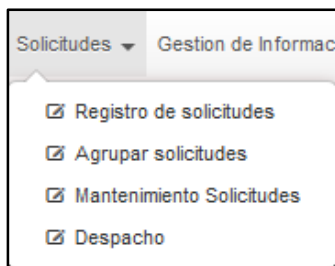 Solicitudes Gestion de Informac
Registro de solicitudes
Agrupar solicitudes
Mantenimiento Solicitudes
Despacho